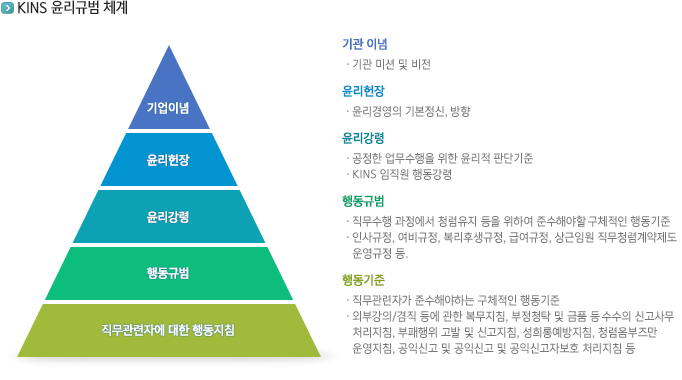 KINS 윤리규범 체계
기업이념
윤리헌장
윤리강령
행동규범
직무관련자에 대한 행동지침
기관 이념
· 기관 미션 및 비전
윤리헌장
· 윤리경영의 기본정신, 방향
윤리강령
· 공정한 업무수행을 위한 윤리적 판단기준
· KINS 임직원 행동강령
행동규범
· 직무수행 과정에서 청렴유지 등을 위하여 준수해야할 구체적인 행동기준
· 인사규정, 여비규정, 복리후생규정, 급여규정, 상근임원 직무청렴계약제도
운영규정 등.
행동기준
· 직무관련자가 준수해야하는 구체적인 행동기준
· 외부강의/겸직 등에 관한 복무지침, 부정청탁 및 금품 등 수수의 신고사무
처리지침, 부패행위 고발 및 신고지침, 성희롱예방지침, 청렴옴부즈만
운영지침, 공익신고 및 공익신고 및 공익신고자보호 처리지침 등